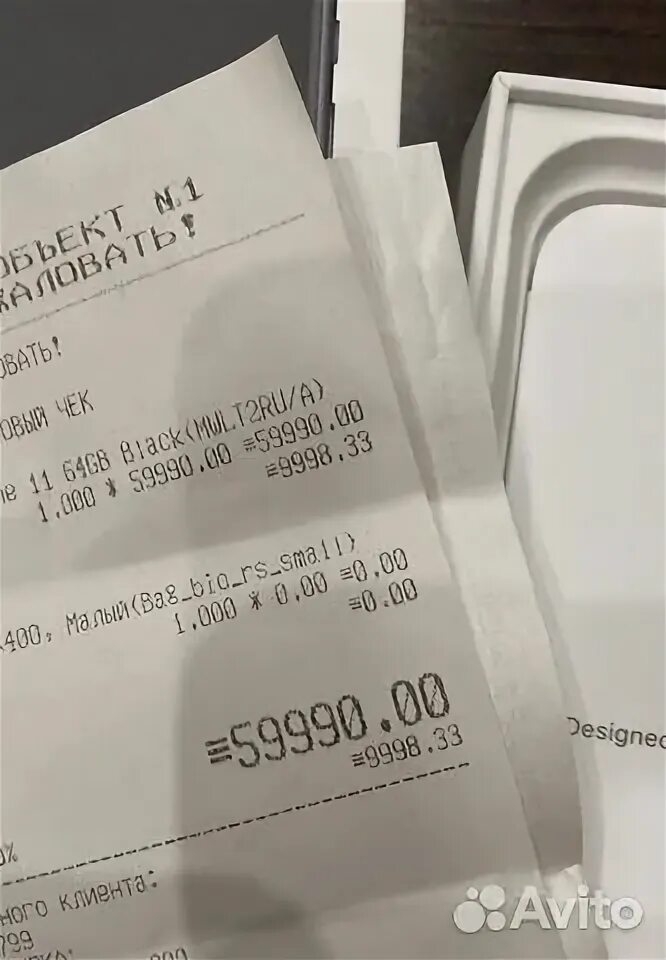 ОБЪЕКТ N.1
ЖАЛОВАТЬ!
ОВАТЬ!
ОВЫЙ ЧЕК
ne 11 64GB Black(MWLT2RU/A)
1.000 * 59990.00 ≡59990.00
≡9998.33
400, Малый(Bag_bio_rs_small)
1.000 * 0.00 ≡0.00
≡0.00
≡59990.00
≡9998.33
0%
ного клиента:
799
Designed
Avito